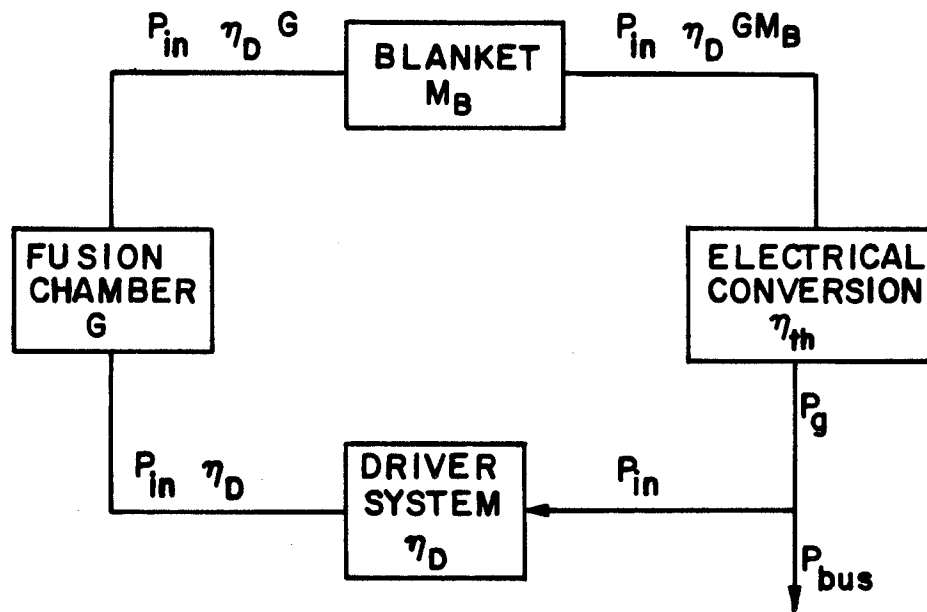 P_in η_D G
BLANKET
M_B
P_in η_D GM_B
FUSION
CHAMBER
G
ELECTRICAL
CONVERSION
η_th
P_g
P_in η_D
DRIVER
SYSTEM
η_D
P_in
P_bus